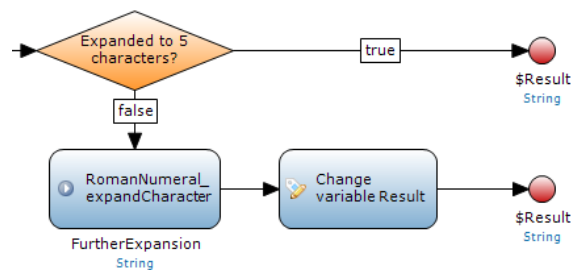 Expanded to 5
characters?
true
$Result
String
false
RomanNumeral_
expandCharacter
FurtherExpansion
String
Change
variable Result
$Result
String